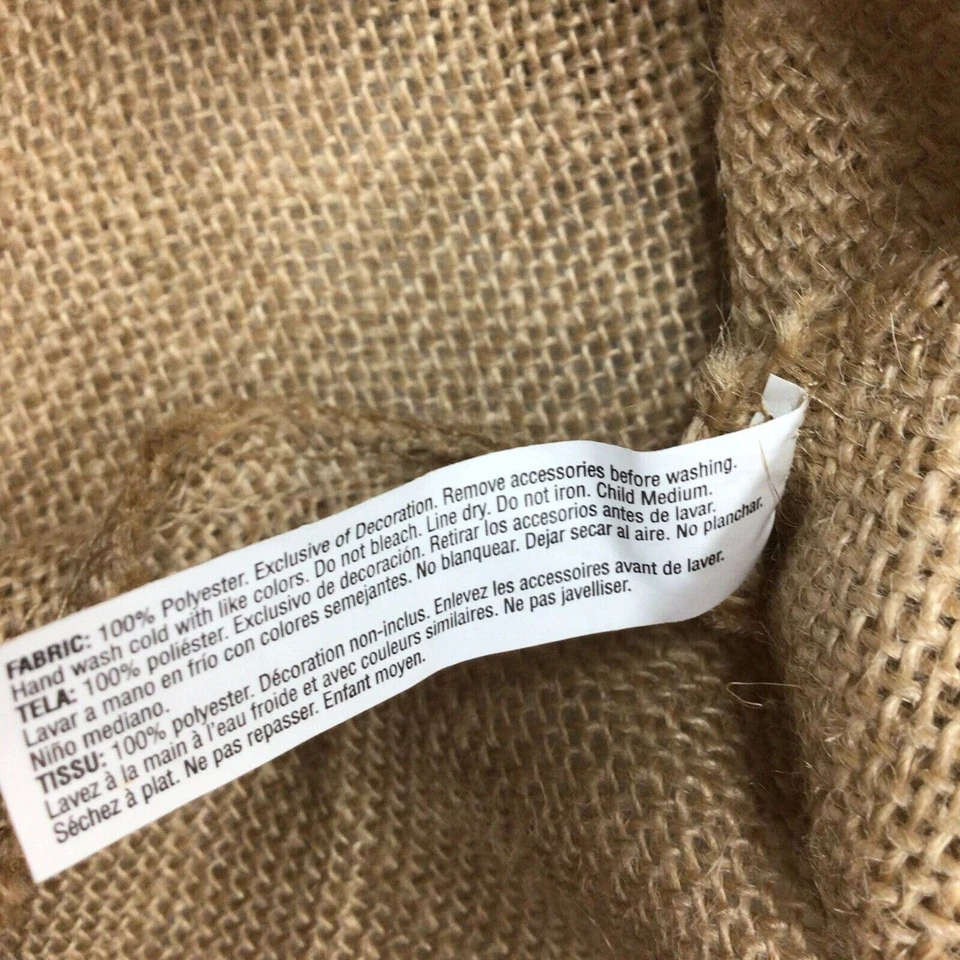 FABRIC: 100% Polyester. Exclusive of Decoration. Remove accessories before washing.
Hand wash cold with like colors. Do not bleach. Line dry. Do not iron. Child Medium.
TELA: 100% poliéster. Exclusivo de decoración. Retirar los accesorios antes de lavar.
Lavar a mano en frío con colores semejantes. No blanquear. Dejar secar al aire. No planchar.
Niño mediano.
TISSU: 100% polyester. Décoration non-inclus. Enlevez les accessoires avant de laver.
Lavez à la main à l'eau froide et avec couleurs similaires. Ne pas javelliser.
Séchez à plat. Ne pas repasser. Enfant moyen.